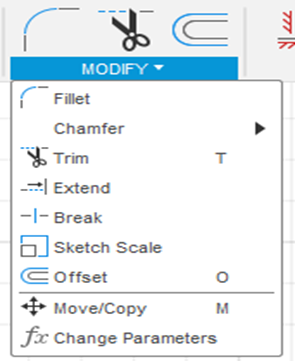 MODIFY
Fillet
Chamfer
Trim T
Extend
Break
Sketch Scale
Offset O
Move/Copy M
fx Change Parameters